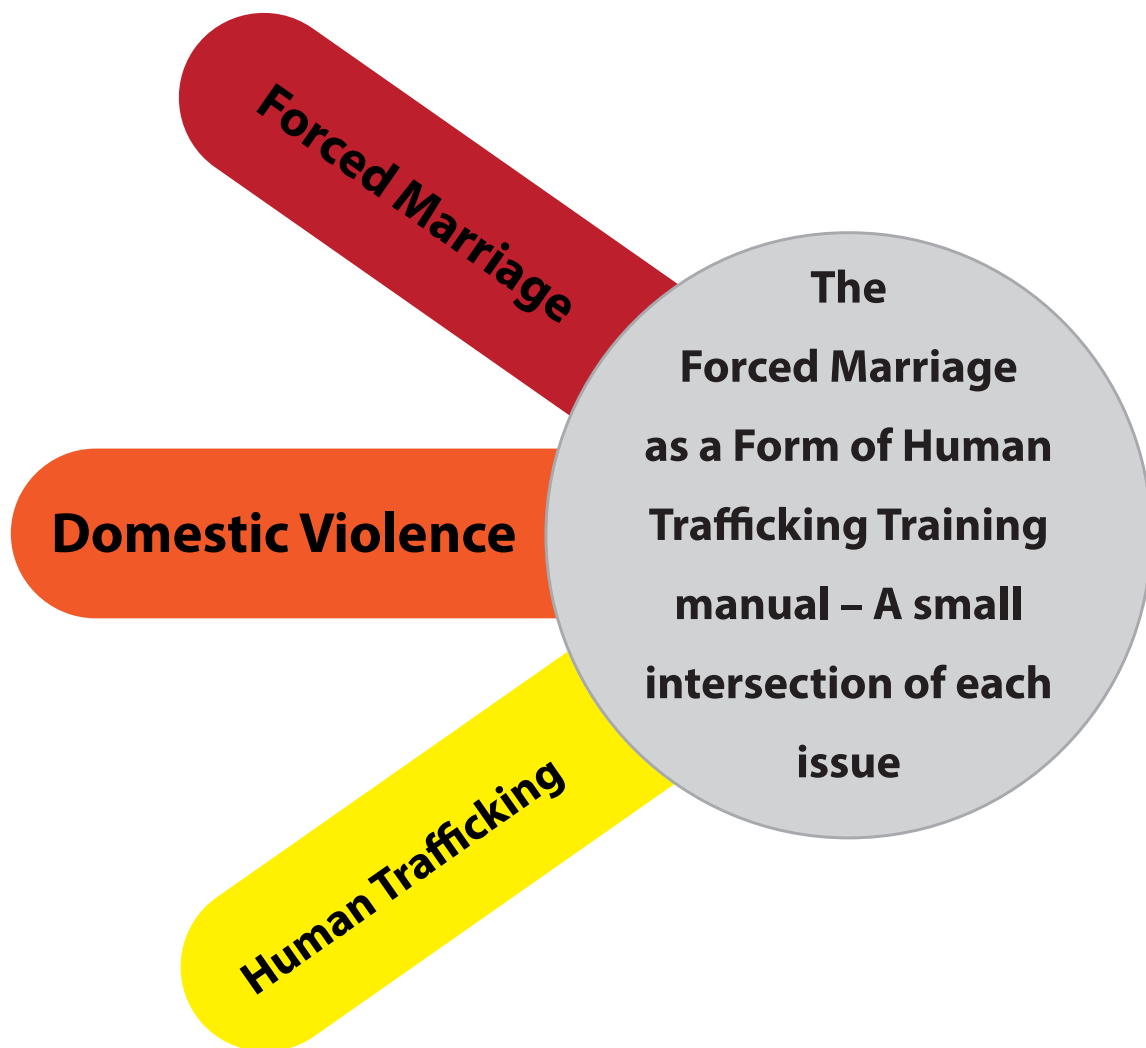 Forced Marriage
Domestic Violence
Human Trafficking
The
Forced Marriage
as a Form of Human
Trafficking Training
manual – A small
intersection of each
issue